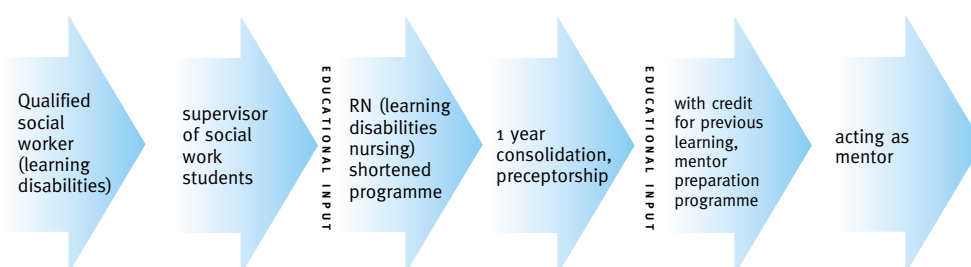 Qualified
social
worker
(learning
disabilities)
supervisor
of social
work
students
EDUCATIONAL INPUT
RN (learning
disabilities
nursing)
shortened
programme
1 year
consolidation,
preceptorship
EDUCATIONAL INPUT
with credit
for previous
learning,
mentor
preparation
programme
acting as
mentor